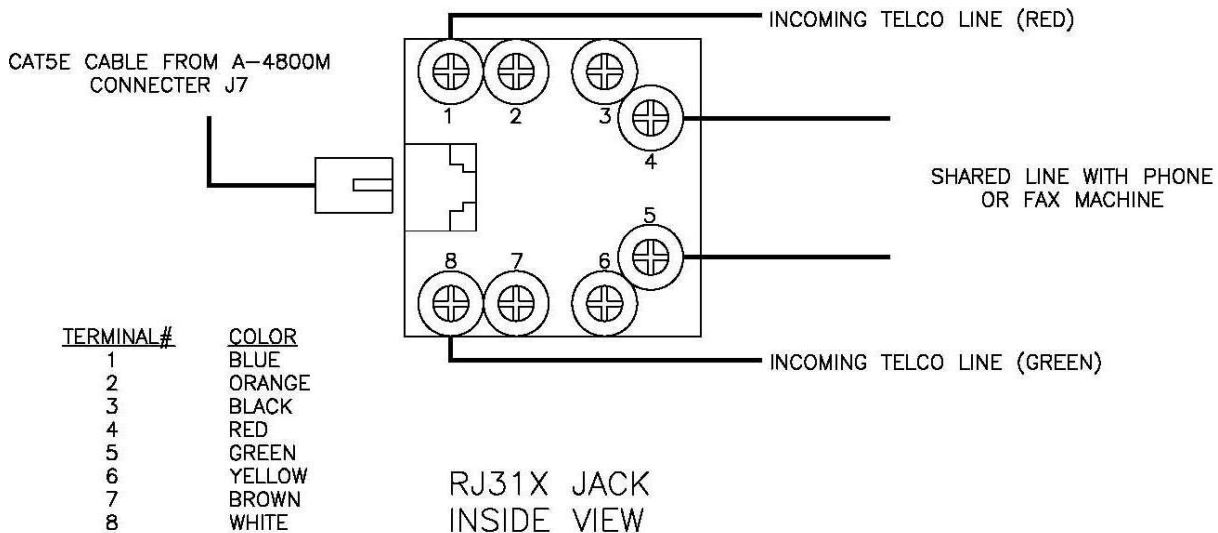 INCOMING TELCO LINE (RED)
CAT5E CABLE FROM A-4800M
CONNECTER J7
1 2 3
4
SHARED LINE WITH PHONE
OR FAX MACHINE
5
8 7 6
INCOMING TELCO LINE (GREEN)
TERMINAL# COLOR
1 BLUE
2 ORANGE
3 BLACK
4 RED
5 GREEN
6 YELLOW
7 BROWN
8 WHITE
RJ31X JACK
INSIDE VIEW